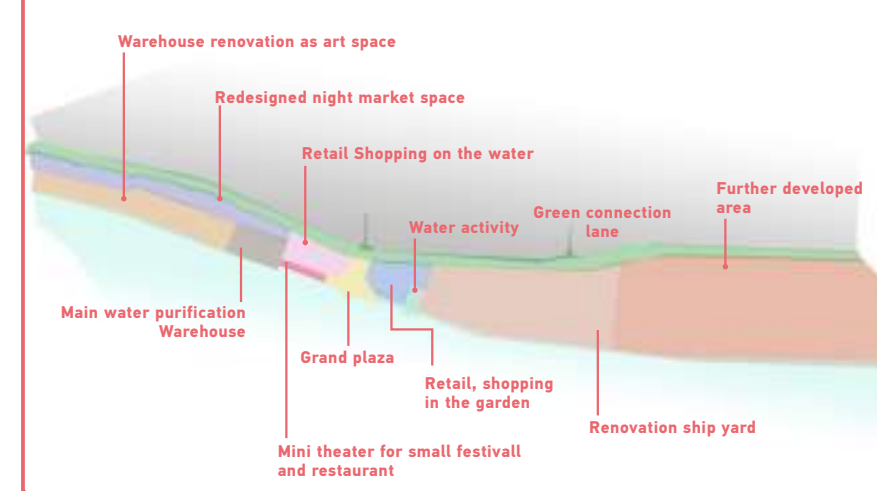 Warehouse renovation as art space
Redesigned night market space
Retail Shopping on the water
Further developed
area
Green connection
lane
Water activity
Main water purification
Warehouse
Grand plaza
Retail, shopping
in the garden
Renovation ship yard
Mini theater for small festivall
and restaurant